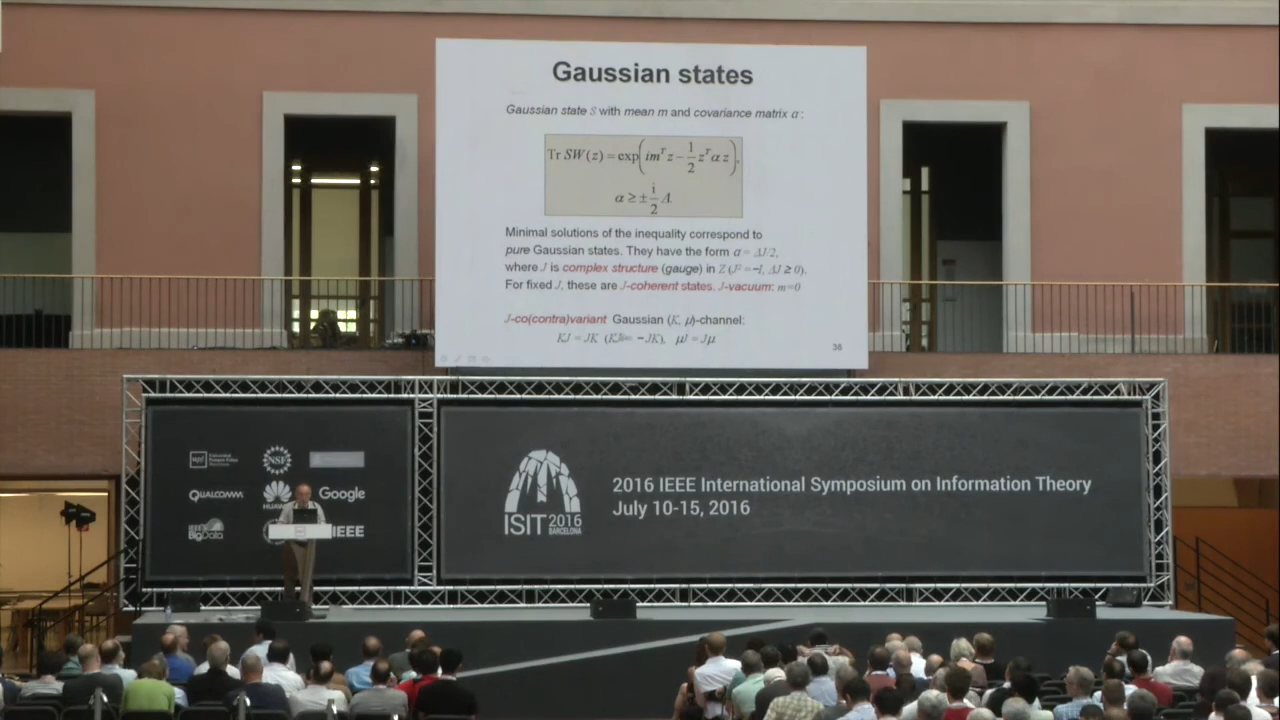 Gaussian states
Gaussian state S with mean m and covariance matrix α:
Tr SW(z) = exp(im^T z − 1/2 z^T α z),
α ≥ ± i/2 Δ.
Minimal solutions of the inequality correspond to
pure Gaussian states. They have the form α = ΔJ/2,
where J is complex structure (gauge) in Z (J² = −I, ΔJ ≥ 0).
For fixed J, these are J-coherent states. J-vacuum: m=0
J-co(contra)variant Gaussian (K, μ)-channel:
KJ = JK (KJ = −JK), μJ = Jμ
38
upf.
NSF
QUALCOMM
HUAW
Google
BigData
IEEE
ISIT 2016
BARCELONA
2016 IEEE International Symposium on Information Theory
July 10-15, 2016